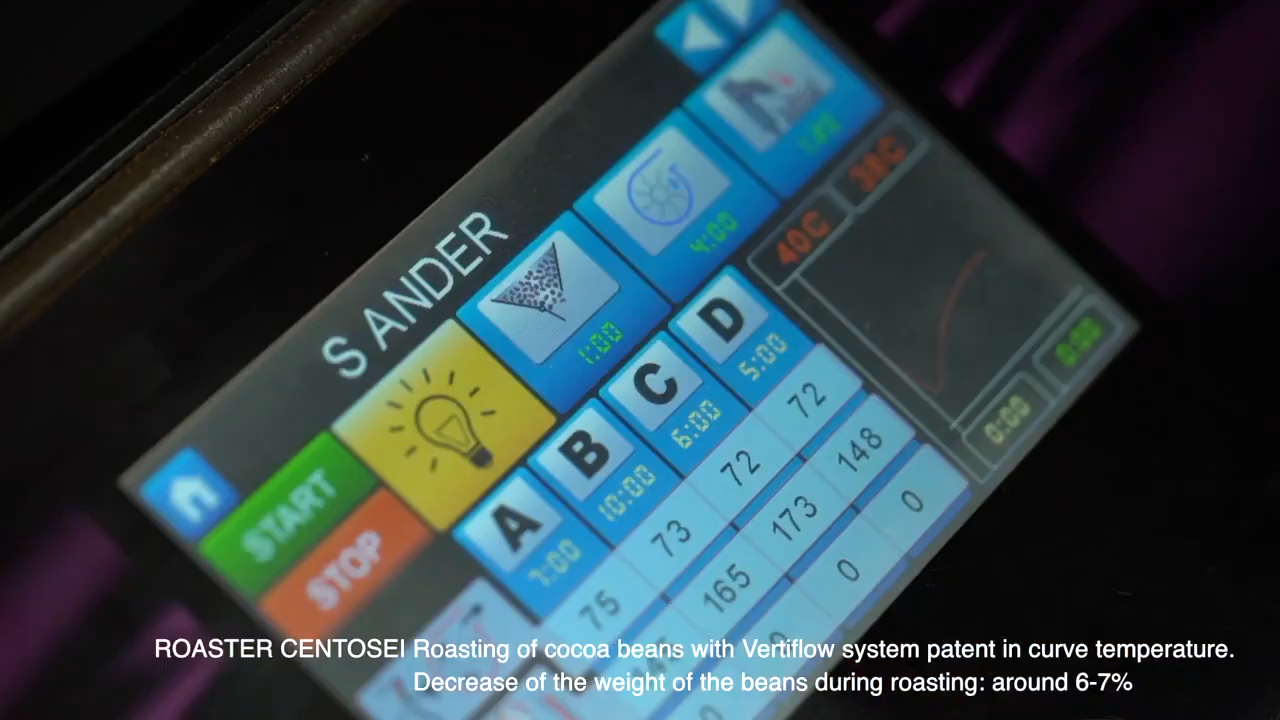 S ANDER
START
STOP
1:00
4:00
40C
38C
A
B
C
D
7:00
10:00
6:00
5:00
0:00
75
73
72
72
165
173
148
0
0
0
ROASTER CENTOSEI Roasting of cocoa beans with Vertiflow system patent in curve temperature.
Decrease of the weight of the beans during roasting: around 6-7%